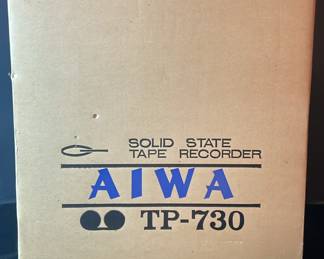 SOLID STATE
TAPE RECORDER
AIWA
TP-730